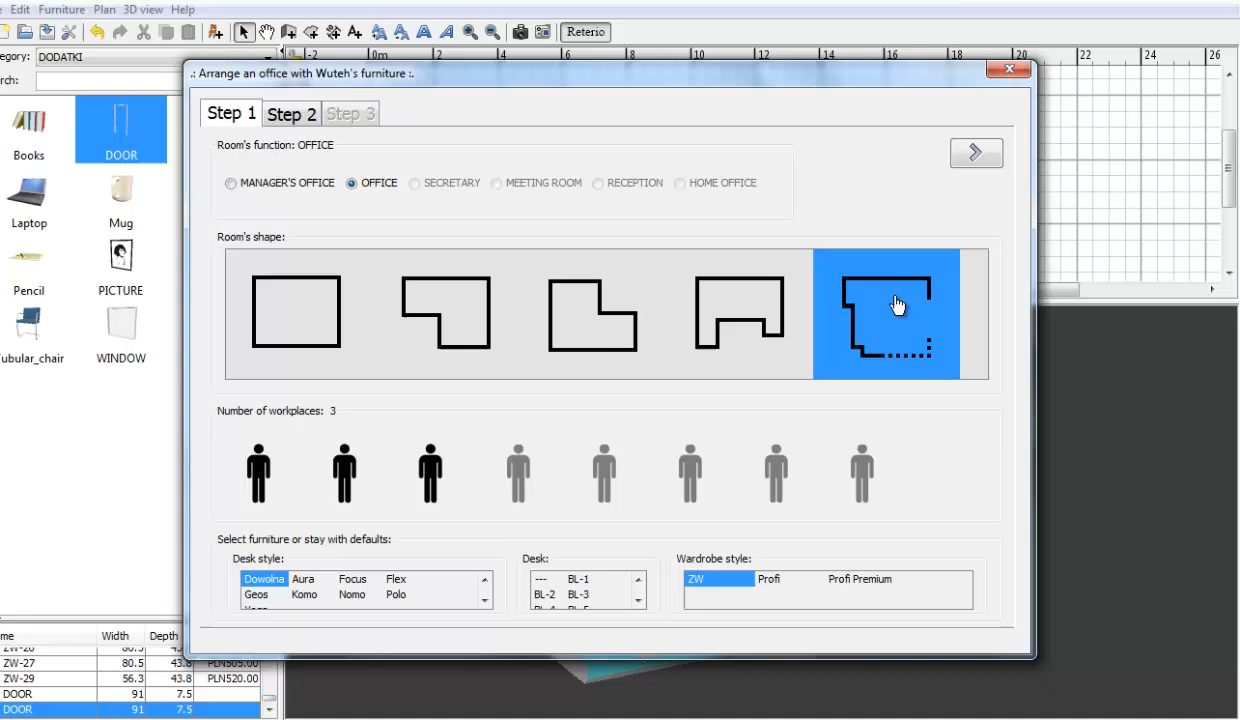 Edit Furniture Plan 3D view Help
Reterio
egory: DODATKI
rch:
-2 0m 2 4 6 8 10 12 14 16 18 20 22 24 26
.: Arrange an office with Wuteh's furniture :.
Step 1 Step 2 Step 3
Room's function: OFFICE
MANAGER'S OFFICE OFFICE SECRETARY MEETING ROOM RECEPTION HOME OFFICE
Room's shape:
Number of workplaces: 3
Select furniture or stay with defaults:
Desk style:
Dowolna Aura Focus Flex
Geos Komo Nomo Polo
Desk:
--- BL-1
BL-2 BL-3
BL-4 BL-5
Wardrobe style:
ZW Profi Profi Premium
Books DOOR
Laptop Mug
Pencil PICTURE
ubular_chair WINDOW
me Width Depth
ZW-27 80.5 43.8 PLN505.00
ZW-29 56.3 43.8 PLN520.00
DOOR 91 7.5
DOOR 91 7.5